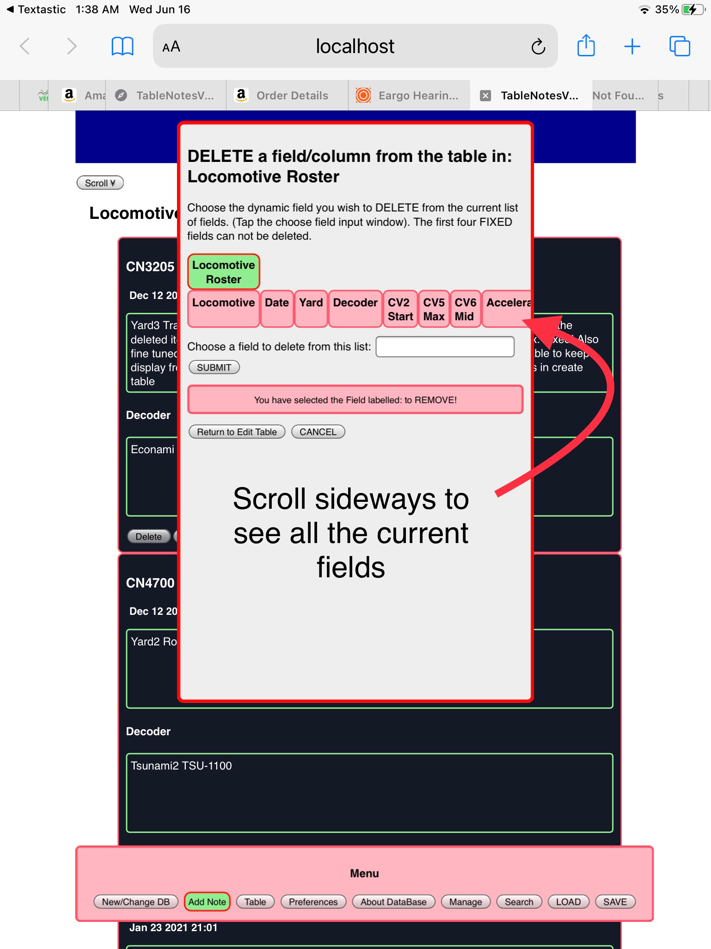 Textastic 1:38 AM Wed Jun 16 35%
AA localhost
VE Ama TableNotesV... Order Details Eargo Hearin... TableNotesV... Not Fou... s
Scroll ∀
Locomotive
DELETE a field/column from the table in:
Locomotive Roster
Choose the dynamic field you wish to DELETE from the current list
of fields. (Tap the choose field input window). The first four FIXED
fields can not be deleted.
Locomotive
Roster
Locomotive Date Yard Decoder CV2 CV5 CV6 Accelera
Start Max Mid
Choose a field to delete from this list:
SUBMIT
You have selected the Field labelled: to REMOVE!
Return to Edit Table CANCEL
Scroll sideways to
see all the current
fields
CN3205
Dec 12 20
Yard3 Tra the
deleted it Also
fine tuned ble to keep
display fr s in create
table
Decoder
Econami
Delete
CN4700
Dec 12 20
Yard2 Ro
Decoder
Tsunami2 TSU-1100
Menu
New/Change DB Add Note Table Preferences About DataBase Manage Search LOAD SAVE
Jan 23 2021 21:01